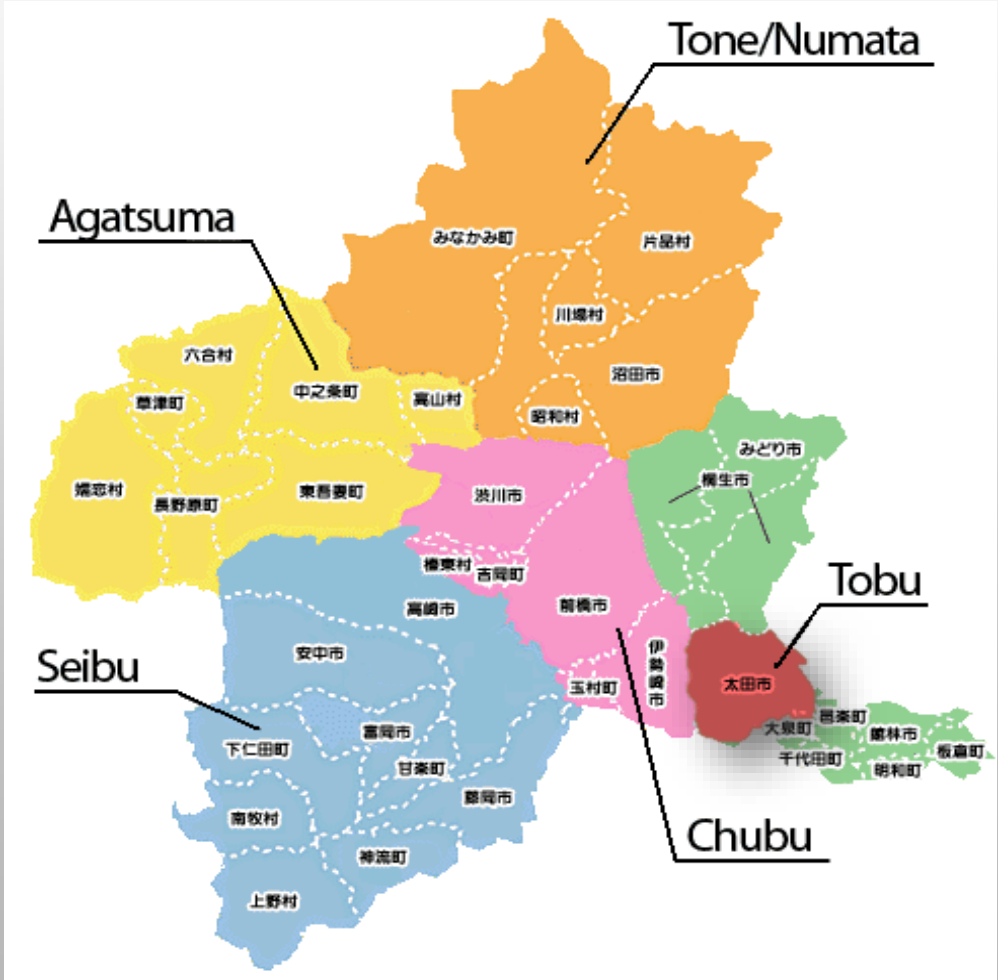 Tone/Numata
Agatsuma
みなかみ町
片品村
川場村
六合村
沼田市
中之条町
高山村
草津町
昭和村
みどり市
桐生市
嬬恋村
長野原町
東吾妻町
渋川市
榛東村
吉岡町
Tobu
高崎市
前橋市
安中市
伊勢崎市
Seibu
玉村町
太田市
邑楽町
大泉町
館林市
下仁田町
富岡市
千代田町
板倉町
甘楽町
明和町
藤岡市
南牧村
Chubu
神流町
上野村